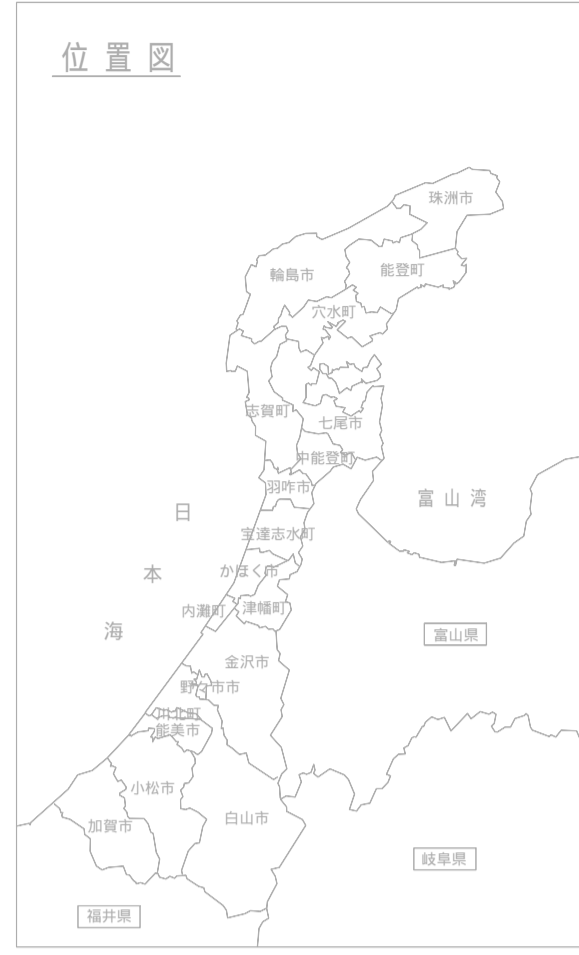 位置図
珠洲市
能登町
輪島市
穴水町
志賀町
七尾市
中能登町
羽咋市
富山湾
日本海
宝達志水町
かほく市
内灘町
津幡町
富山県
金沢市
野々市市
川北町
能美市
小松市
白山市
加賀市
岐阜県
福井県